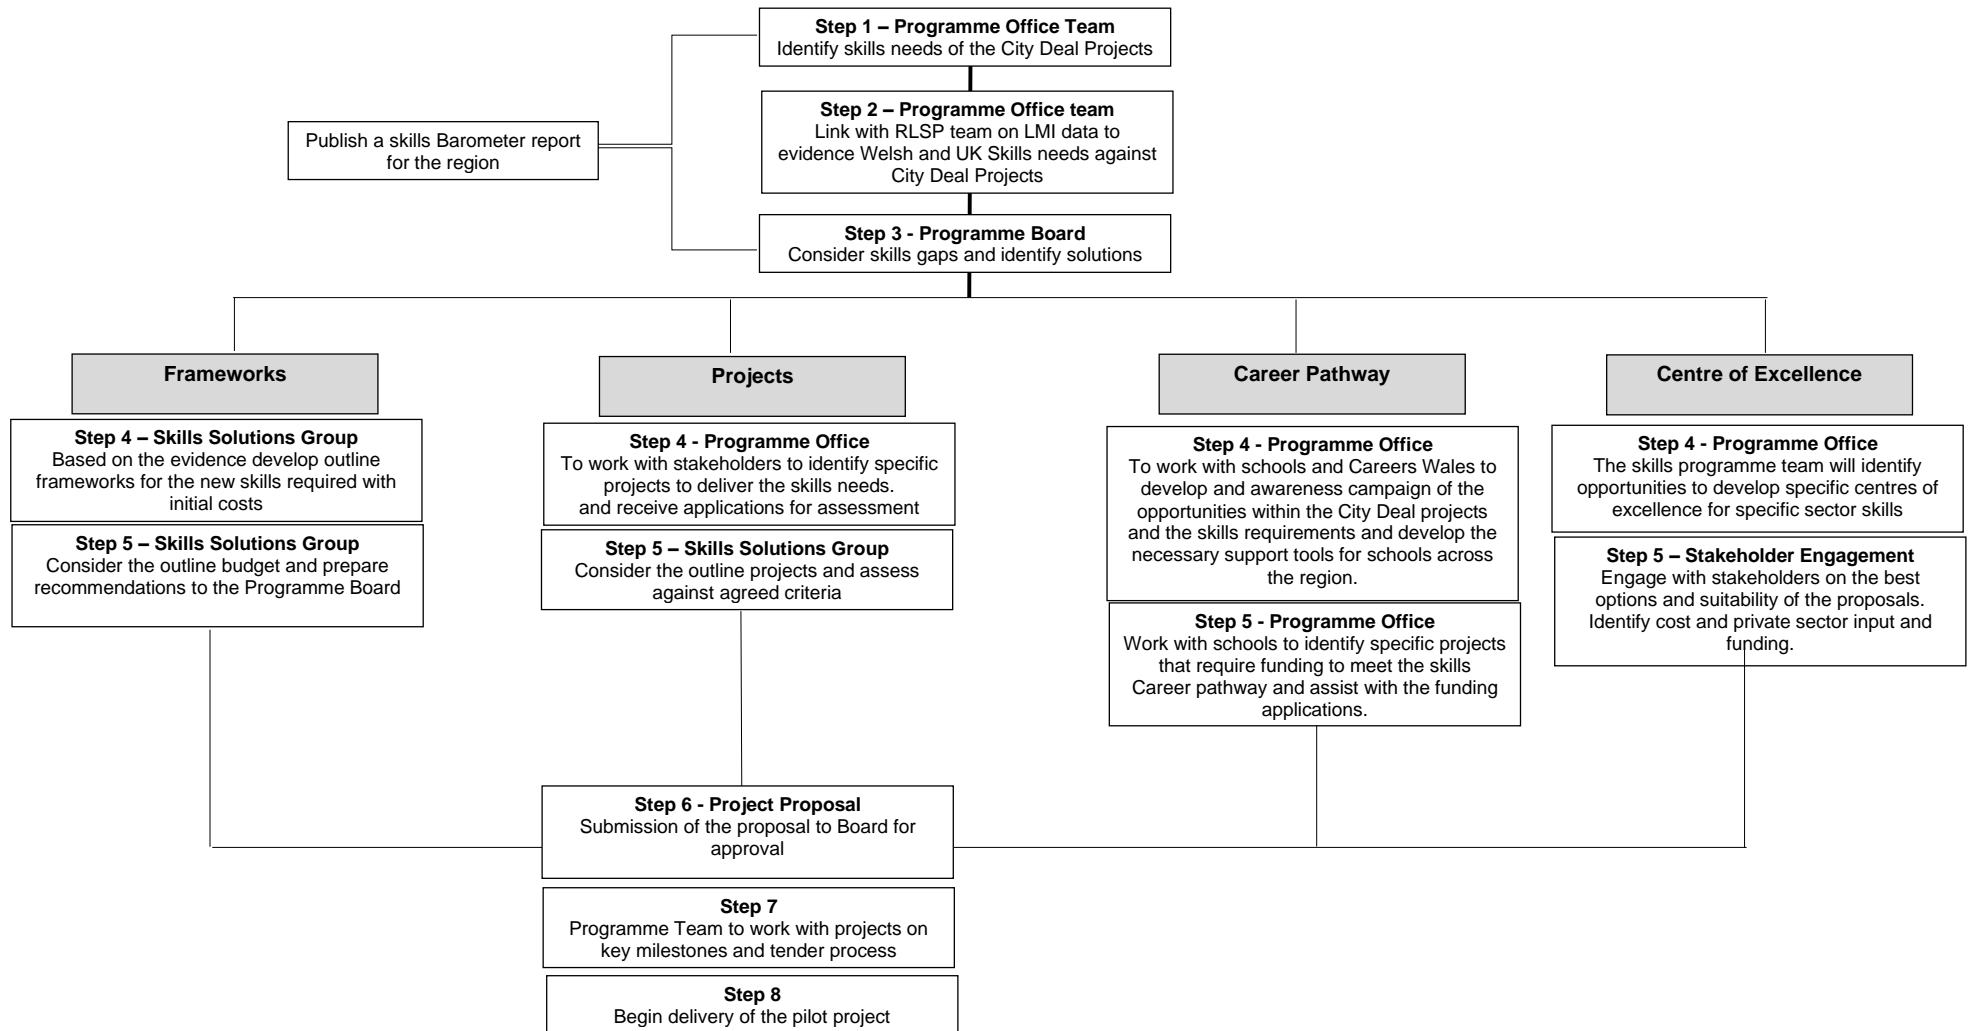 Step 1 – Programme Office Team
Identify skills needs of the City Deal Projects
Step 2 – Programme Office team
Link with RLSP team on LMI data to
evidence Welsh and UK Skills needs against
City Deal Projects
Publish a skills Barometer report
for the region
Step 3 - Programme Board
Consider skills gaps and identify solutions
Frameworks
Step 4 – Skills Solutions Group
Based on the evidence develop outline
frameworks for the new skills required with
initial costs
Step 5 – Skills Solutions Group
Consider the outline budget and prepare
recommendations to the Programme Board
Projects
Step 4 - Programme Office
To work with stakeholders to identify specific
projects to deliver the skills needs.
and receive applications for assessment
Step 5 – Skills Solutions Group
Consider the outline projects and assess
against agreed criteria
Career Pathway
Step 4 - Programme Office
To work with schools and Careers Wales to
develop and awareness campaign of the
opportunities within the City Deal projects
and the skills requirements and develop the
necessary support tools for schools across
the region.
Step 5 - Programme Office
Work with schools to identify specific projects
that require funding to meet the skills
Career pathway and assist with the funding
applications.
Centre of Excellence
Step 4 - Programme Office
The skills programme team will identify
opportunities to develop specific centres of
excellence for specific sector skills
Step 5 – Stakeholder Engagement
Engage with stakeholders on the best
options and suitability of the proposals.
Identify cost and private sector input and
funding.
Step 6 - Project Proposal
Submission of the proposal to Board for
approval
Step 7
Programme Team to work with projects on
key milestones and tender process
Step 8
Begin delivery of the pilot project